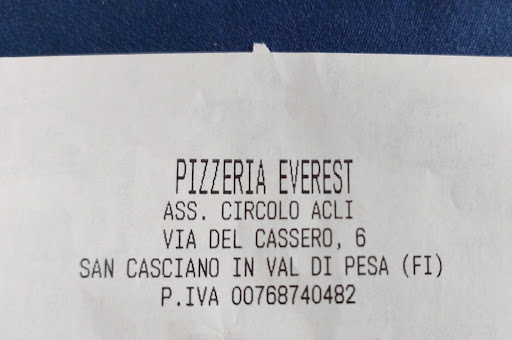 PIZZERIA EVEREST
ASS. CIRCOLO ACLI
VIA DEL CASSERO, 6
SAN CASCIANO IN VAL DI PESA (FI)
P.IVA 00768740482